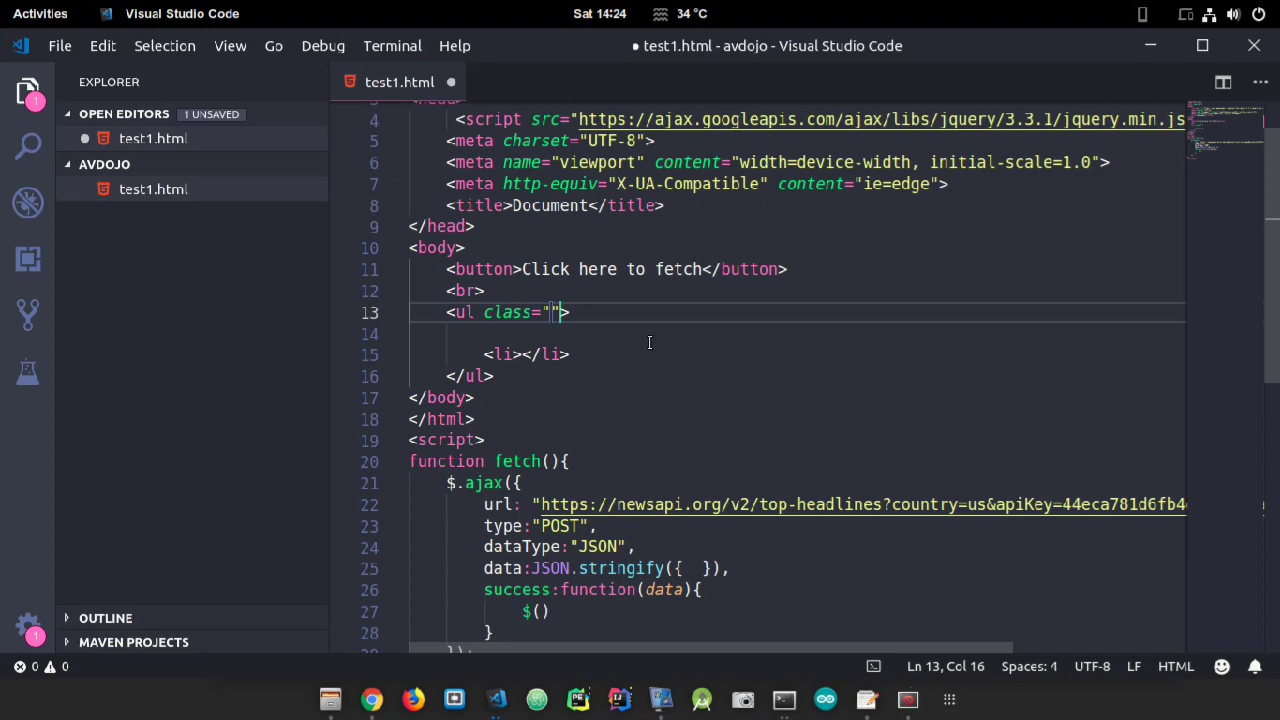 Activities Visual Studio Code Sat 14:24 34 °C
File Edit Selection View Go Debug Terminal Help ● test1.html - avdojo - Visual Studio Code
EXPLORER test1.html
OPEN EDITORS 1 UNSAVED
test1.html
AVDOJO
test1.html
4 <script src="https://ajax.googleapis.com/ajax/libs/jquery/3.3.1/jquery.min.js
5 <meta charset="UTF-8">
6 <meta name="viewport" content="width=device-width, initial-scale=1.0">
7 <meta http-equiv="X-UA-Compatible" content="ie=edge">
8 <title>Document</title>
9 </head>
10 <body>
11 <button>Click here to fetch</button>
12 <br>
13 <ul class="">
14
15 <li></li>
16 </ul>
17 </body>
18 </html>
19 <script>
20 function fetch(){
21 $.ajax({
22 url: "https://newsapi.org/v2/top-headlines?country=us&apiKey=44eca781d6fb4
23 type:"POST",
24 dataType:"JSON",
25 data:JSON.stringify({ }),
26 success:function(data){
27 $()
28 }
});
OUTLINE
MAVEN PROJECTS
1
1
0 0 Ln 13, Col 16 Spaces: 4 UTF-8 LF HTML